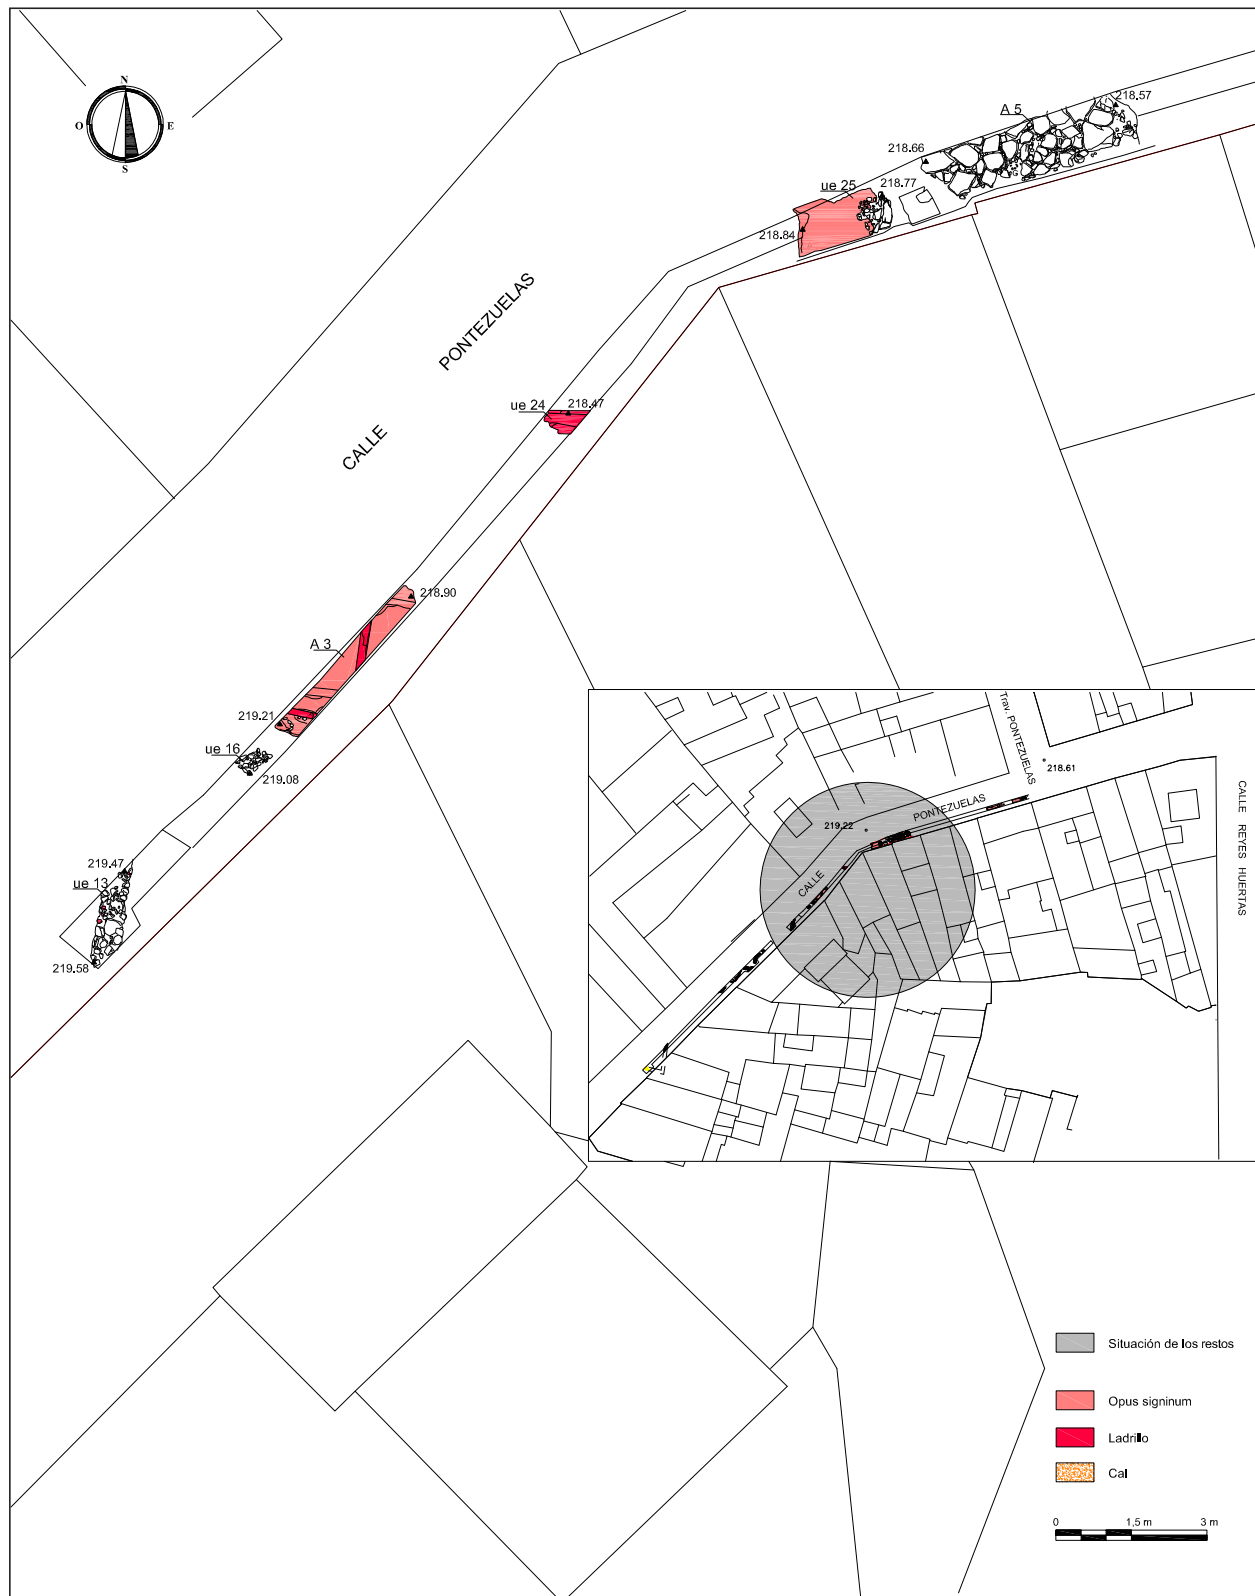 N
O
E
S
218.57
A 5
218.66
218.77
ue 25
218.84
CALLE PONTEZUELAS
ue 24
218.47
218.90
A 3
219.21
ue 16
219.08
219.47
ue 13
219.58
Trav. PONTEZUELAS
218.61
CALLE REYES HUERTAS
219.22
CALLE PONTEZUELAS
Situación de los restos
Opus signinum
Ladrillo
Cal
0 1,5 m 3 m